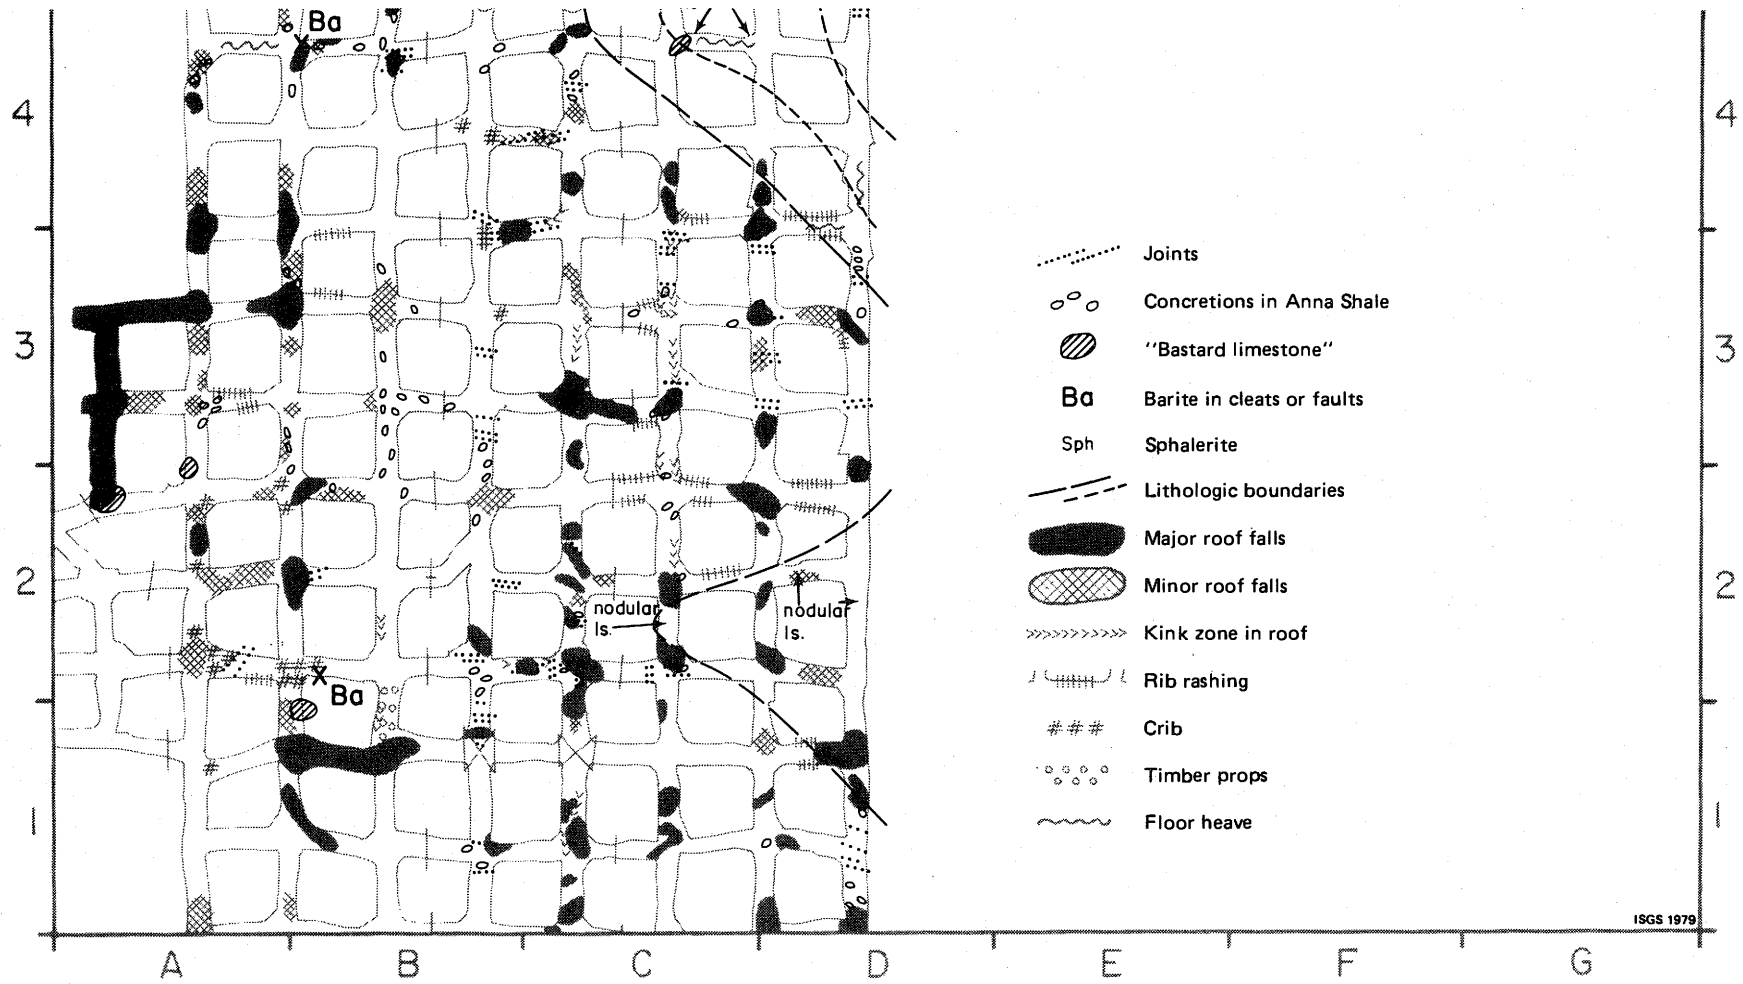 Ba
4
4
Joints
Concretions in Anna Shale
"Bastard limestone"
3
3
Ba Barite in cleats or faults
Sph Sphalerite
Lithologic boundaries
Major roof falls
2
Minor roof falls
2
nodular
ls.
nodular
ls.
Kink zone in roof
Rib rashing
Ba
Crib
Timber props
1
Floor heave
1
ISGS 1979
A B C D E F G